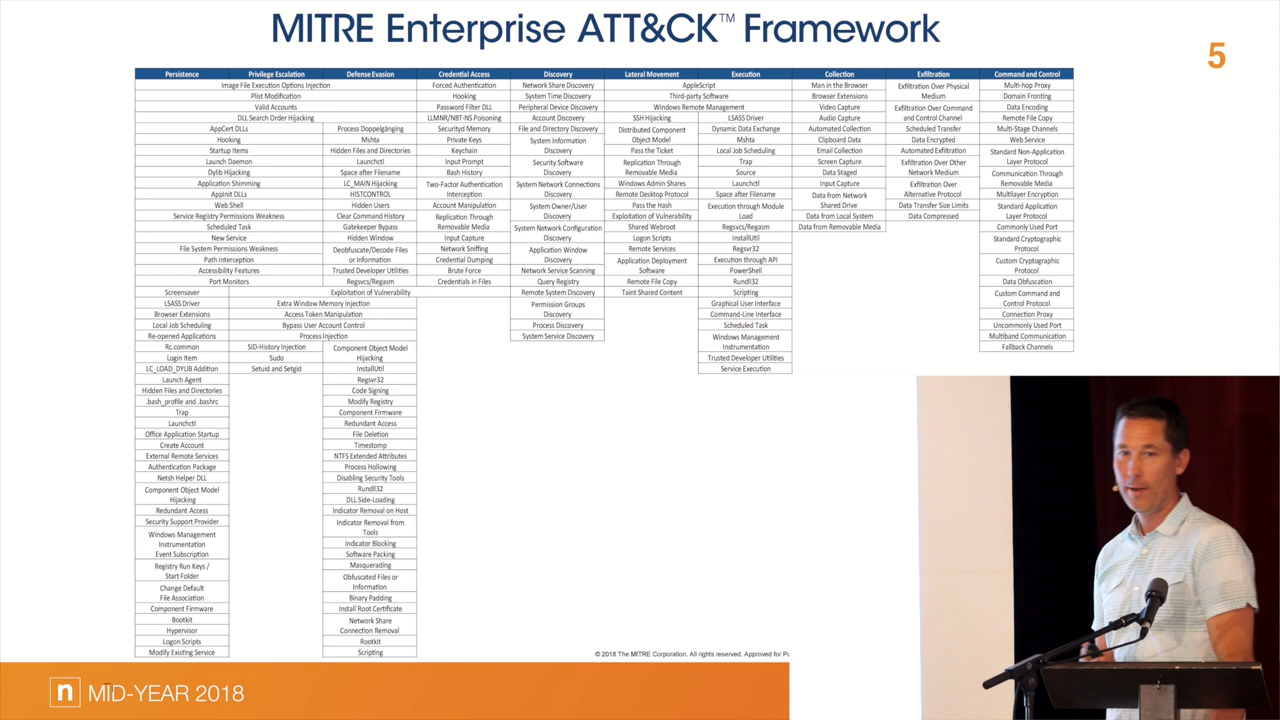 MITRE Enterprise ATT&CK™ Framework
5
Persistence
Privilege Escalation
Defense Evasion
Credential Access
Discovery
Lateral Movement
Execution
Collection
Exfiltration
Command and Control
Image File Execution Options Injection
Plist Modification
Valid Accounts
DLL Search Order Hijacking
AppCert DLLs
Hooking
Startup Items
Launch Daemon
Dylib Hijacking
Application Shimming
AppInit DLLs
Web Shell
Service Registry Permissions Weakness
Scheduled Task
New Service
File System Permissions Weakness
Path Interception
Accessibility Features
Port Monitors
Screensaver
LSASS Driver
Browser Extensions
Local Job Scheduling
Re-opened Applications
Rc.common
Login Item
LC_LOAD_DYLIB Addition
Launch Agent
Hidden Files and Directories
.bash_profile and .bashrc
Trap
Launchctl
Office Application Startup
Create Account
External Remote Services
Authentication Package
Netsh Helper DLL
Component Object Model
Hijacking
Redundant Access
Security Support Provider
Windows Management
Instrumentation
Event Subscription
Registry Run Keys /
Start Folder
Change Default
File Association
Component Firmware
Bootkit
Hypervisor
Logon Scripts
Modify Existing Service
Exploitation of Vulnerability
Extra Window Memory Injection
Access Token Manipulation
Bypass User Account Control
Process Injection
SID-History Injection
Sudo
Setuid and Setgid
Process Doppelgänging
Mshta
Hidden Files and Directories
Launchctl
Space after Filename
LC_MAIN Hijacking
HISTCONTROL
Hidden Users
Clear Command History
Gatekeeper Bypass
Hidden Window
Deobfuscate/Decode Files
or Information
Trusted Developer Utilities
Regsvcs/Regasm
Component Object Model
Hijacking
InstallUtil
Regsvr32
Code Signing
Modify Registry
Component Firmware
Redundant Access
File Deletion
Timestomp
NTFS Extended Attributes
Process Hollowing
Disabling Security Tools
Rundll32
DLL Side-Loading
Indicator Removal on Host
Indicator Removal from
Tools
Indicator Blocking
Software Packing
Masquerading
Obfuscated Files or
Information
Binary Padding
Install Root Certificate
Network Share
Connection Removal
Rootkit
Scripting
Forced Authentication
Hooking
Password Filter DLL
LLMNR/NBT-NS Poisoning
Securityd Memory
Private Keys
Keychain
Input Prompt
Bash History
Two-Factor Authentication
Interception
Account Manipulation
Replication Through
Removable Media
Input Capture
Network Sniffing
Credential Dumping
Brute Force
Credentials in Files
Network Share Discovery
System Time Discovery
Peripheral Device Discovery
Account Discovery
File and Directory Discovery
System Information
Discovery
Security Software
Discovery
System Network Connections
Discovery
System Owner/User
Discovery
System Network Configuration
Discovery
Application Window
Discovery
Network Service Scanning
Query Registry
Remote System Discovery
Permission Groups
Discovery
Process Discovery
System Service Discovery
AppleScript
Third-party Software
Windows Remote Management
SSH Hijacking
Distributed Component
Object Model
Pass the Ticket
Replication Through
Removable Media
Windows Admin Shares
Remote Desktop Protocol
Pass the Hash
Exploitation of Vulnerability
Shared Webroot
Logon Scripts
Remote Services
Application Deployment
Software
Remote File Copy
Taint Shared Content
LSASS Driver
Dynamic Data Exchange
Mshta
Local Job Scheduling
Trap
Source
Launchctl
Space after Filename
Execution through Module
Load
Regsvcs/Regasm
InstallUtil
Regsvr32
Execution through API
PowerShell
Rundll32
Scripting
Graphical User Interface
Command-Line Interface
Scheduled Task
Windows Management
Instrumentation
Trusted Developer Utilities
Service Execution
Man in the Browser
Browser Extensions
Video Capture
Audio Capture
Automated Collection
Clipboard Data
Email Collection
Screen Capture
Data Staged
Input Capture
Data from Network
Shared Drive
Data from Local System
Data from Removable Media
Exfiltration Over Physical
Medium
Exfiltration Over Command
and Control Channel
Scheduled Transfer
Data Encrypted
Automated Exfiltration
Exfiltration Over Other
Network Medium
Exfiltration Over
Alternative Protocol
Data Transfer Size Limits
Data Compressed
Multi-hop Proxy
Domain Fronting
Data Encoding
Remote File Copy
Multi-Stage Channels
Web Service
Standard Non-Application
Layer Protocol
Communication Through
Removable Media
Multilayer Encryption
Standard Application
Layer Protocol
Commonly Used Port
Standard Cryptographic
Protocol
Custom Cryptographic
Protocol
Data Obfuscation
Custom Command and
Control Protocol
Connection Proxy
Uncommonly Used Port
Multiband Communication
Fallback Channels
© 2018 The MITRE Corporation. All rights reserved. Approved for
n MID-YEAR 2018